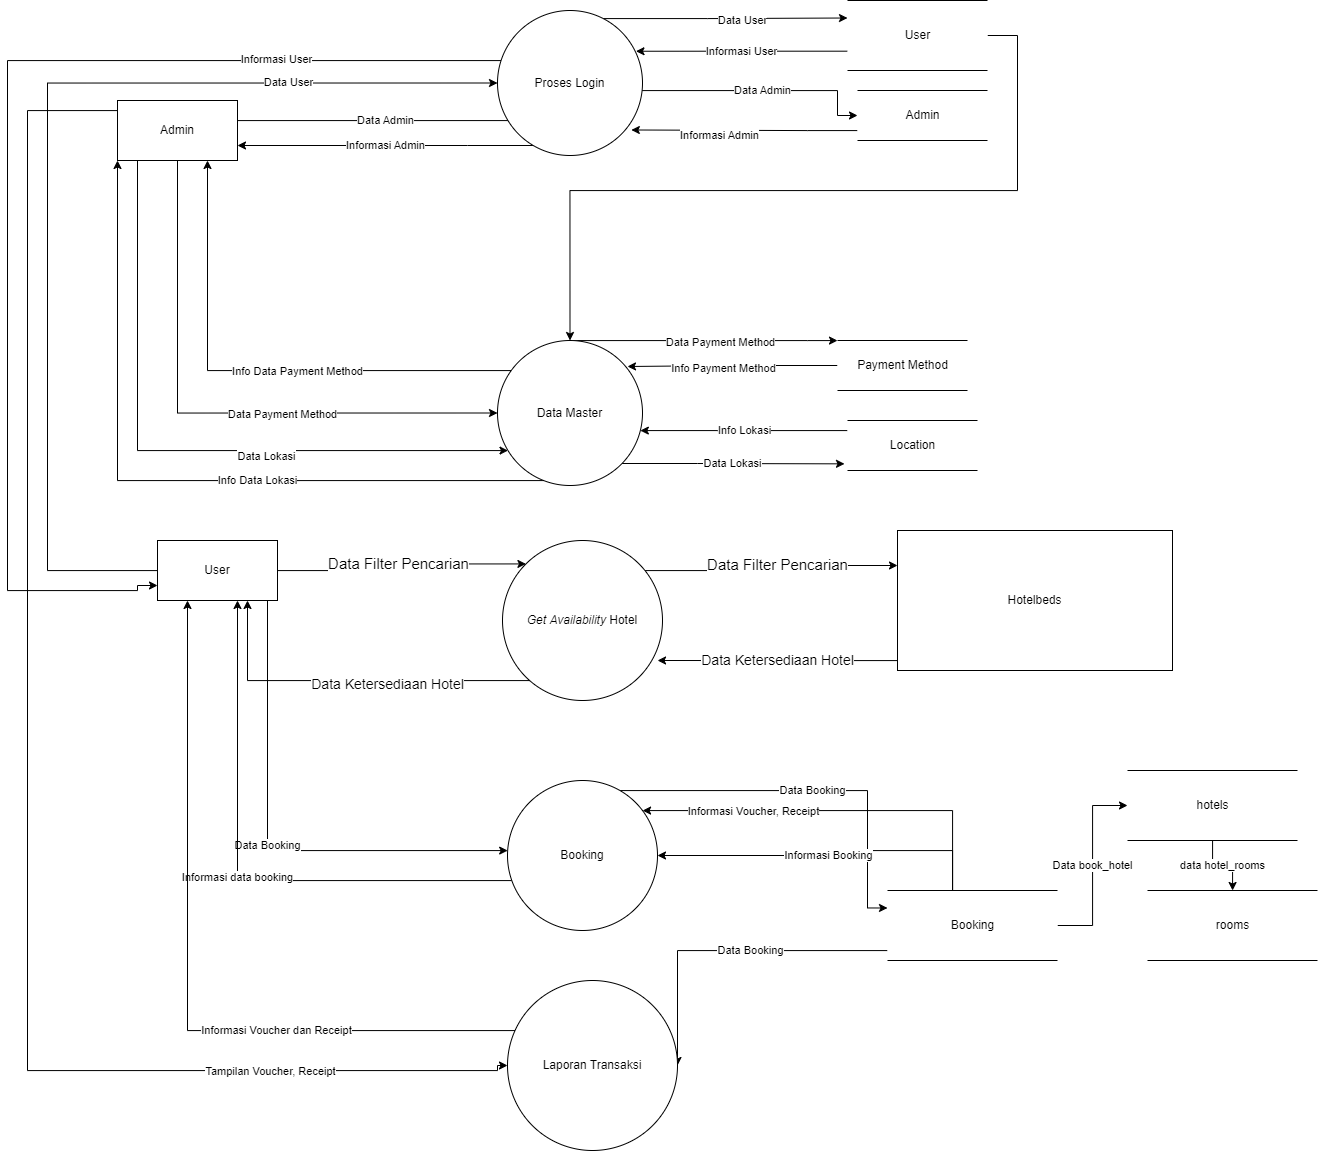 Data User
User
Informasi User
Informasi User
Data User
Proses Login
Data Admin
Admin
Informasi Admin
Admin
Data Admin
Informasi Admin
Data Payment Method
Info Payment Method
Payment Method
Info Data Payment Method
Data Payment Method
Data Master
Info Lokasi
Location
Data Lokasi
Data Lokasi
Info Data Lokasi
User
Data Filter Pencarian
Data Filter Pencarian
Hotelbeds
Get Availability Hotel
Data Ketersediaan Hotel
Data Ketersediaan Hotel
Data Booking
Informasi Voucher, Receipt
hotels
Data Booking
Booking
Informasi Booking
Data book_hotel
data hotel_rooms
Informasi data booking
Booking
rooms
Data Booking
Informasi Voucher dan Receipt
Laporan Transaksi
Tampilan Voucher, Receipt